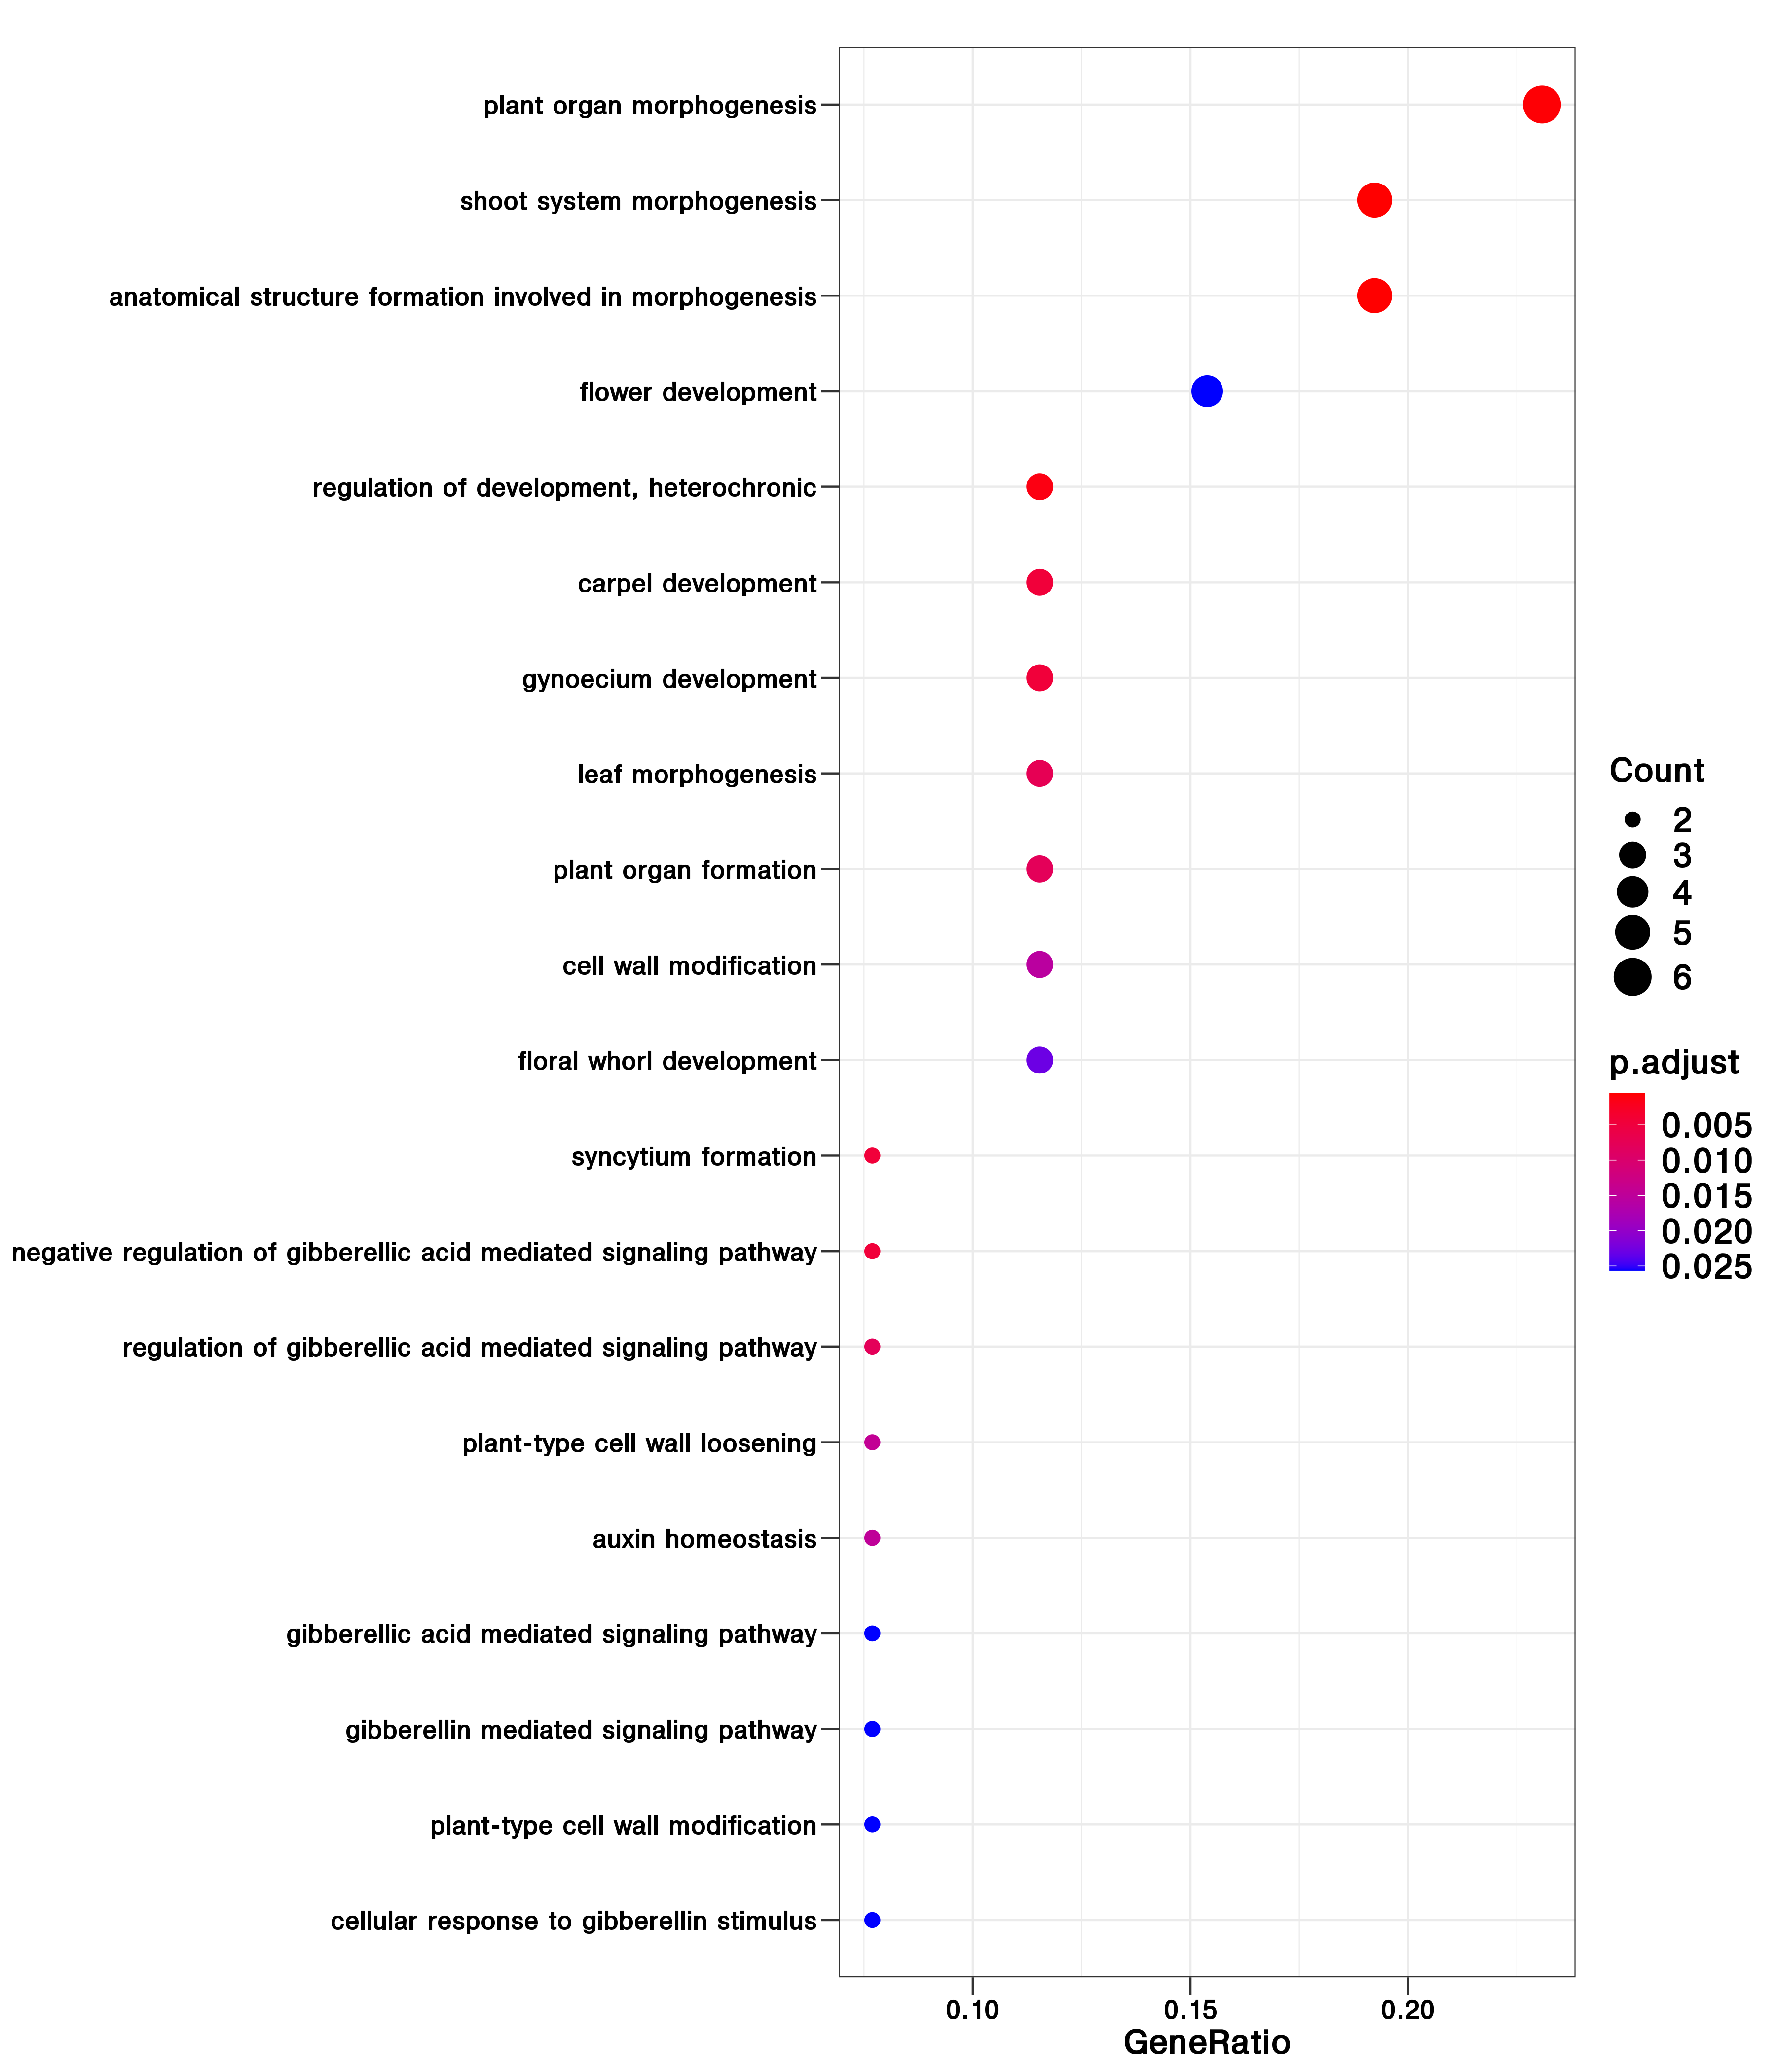 plant organ morphogenesis
shoot system morphogenesis
anatomical structure formation involved in morphogenesis
flower development
regulation of development, heterochronic
carpel development
gynoecium development
leaf morphogenesis
plant organ formation
cell wall modification
floral whorl development
syncytium formation
negative regulation of gibberellic acid mediated signaling pathway
regulation of gibberellic acid mediated signaling pathway
plant-type cell wall loosening
auxin homeostasis
gibberellic acid mediated signaling pathway
gibberellin mediated signaling pathway
plant-type cell wall modification
cellular response to gibberellin stimulus
0.10 0.15 0.20
GeneRatio
Count
2
3
4
5
6
p.adjust
0.005
0.010
0.015
0.020
0.025